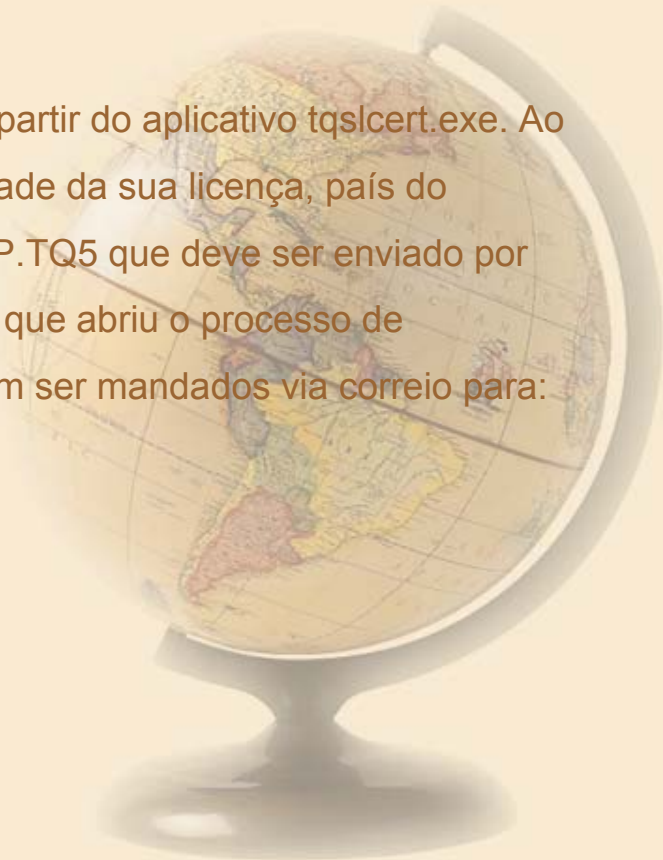 partir do aplicativo tqslcert.exe. Ao
ade da sua licença, país do
P.TQ5 que deve ser enviado por
que abriu o processo de
m ser mandados via correio para: